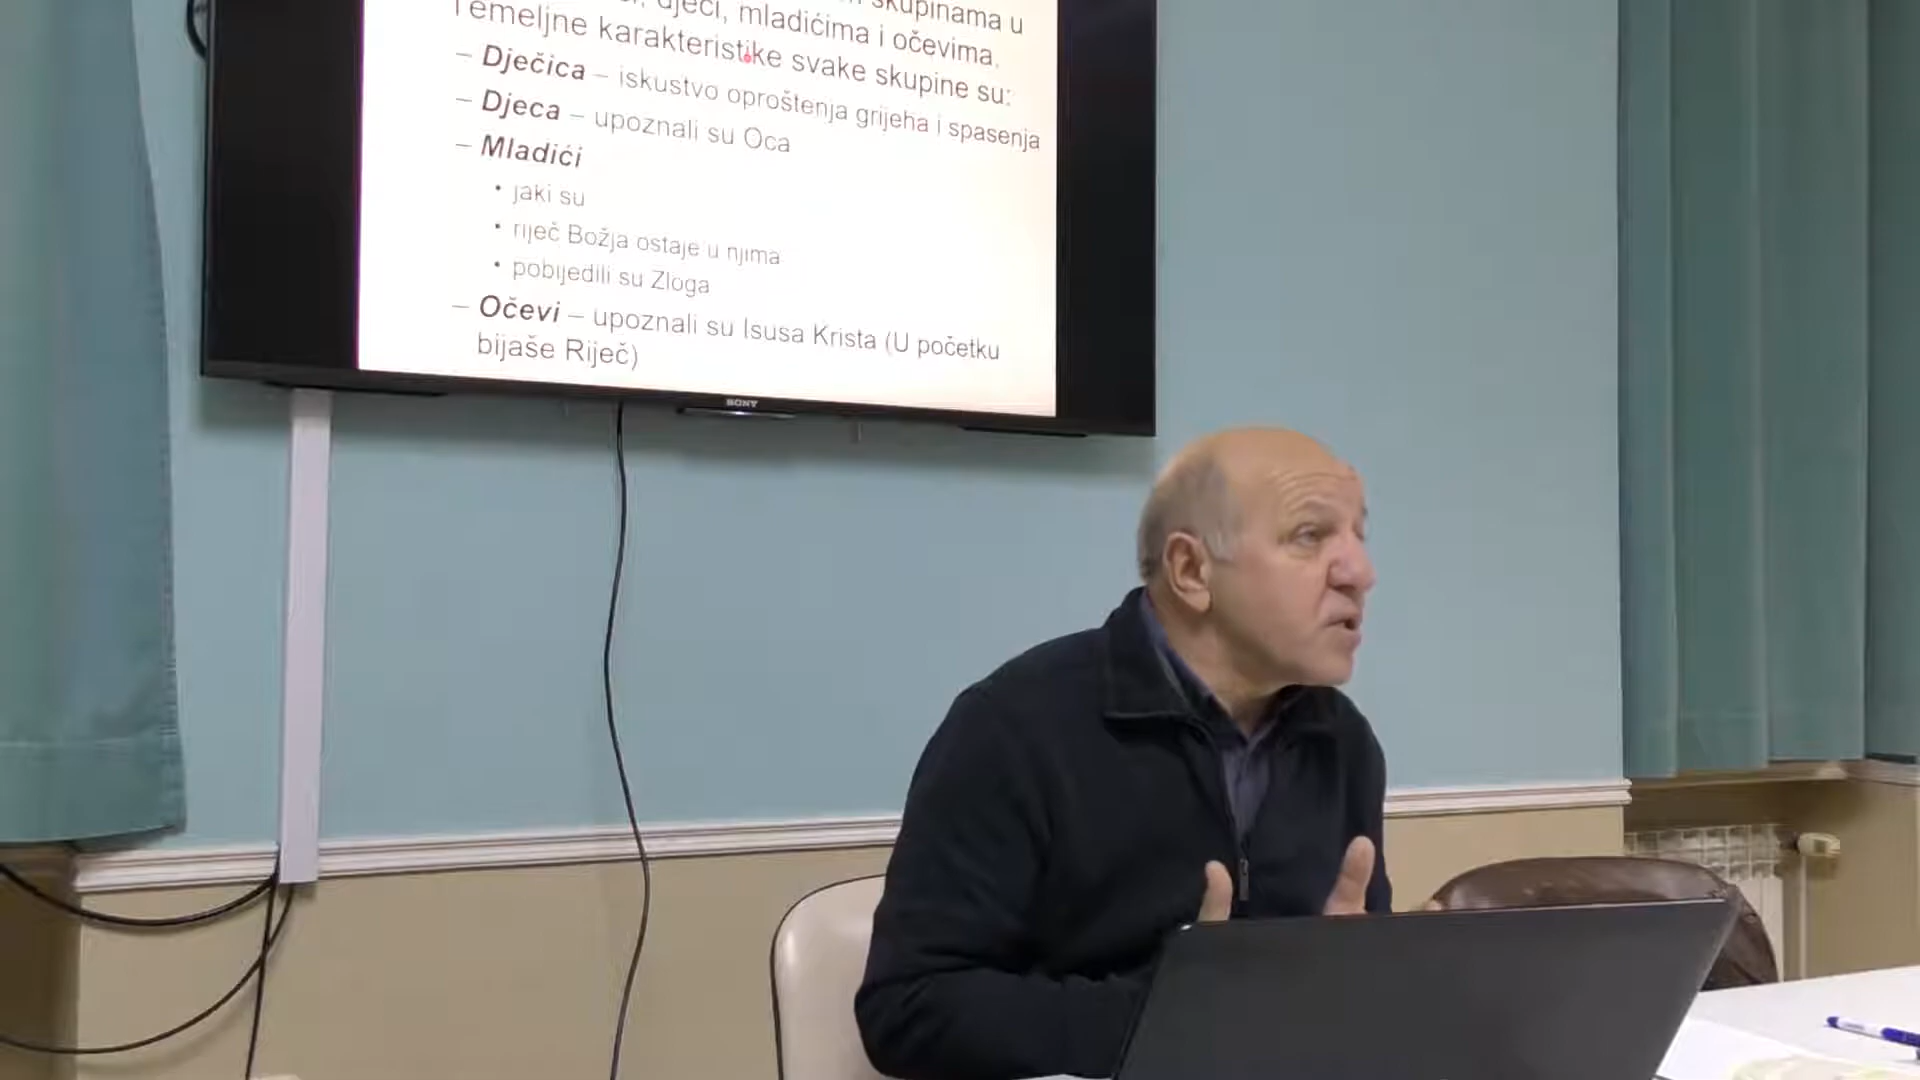 skupinama u
djeci, mladićima i očevima.
Temeljne karakteristike svake skupine su:
– Dječica – iskustvo oproštenja grijeha i spasenja
– Djeca – upoznali su Oca
– Mladići
• jaki su
• riječ Božja ostaje u njima
• pobijedili su Zloga
– Očevi – upoznali su Isusa Krista (U početku
bijaše Riječ)
SONY